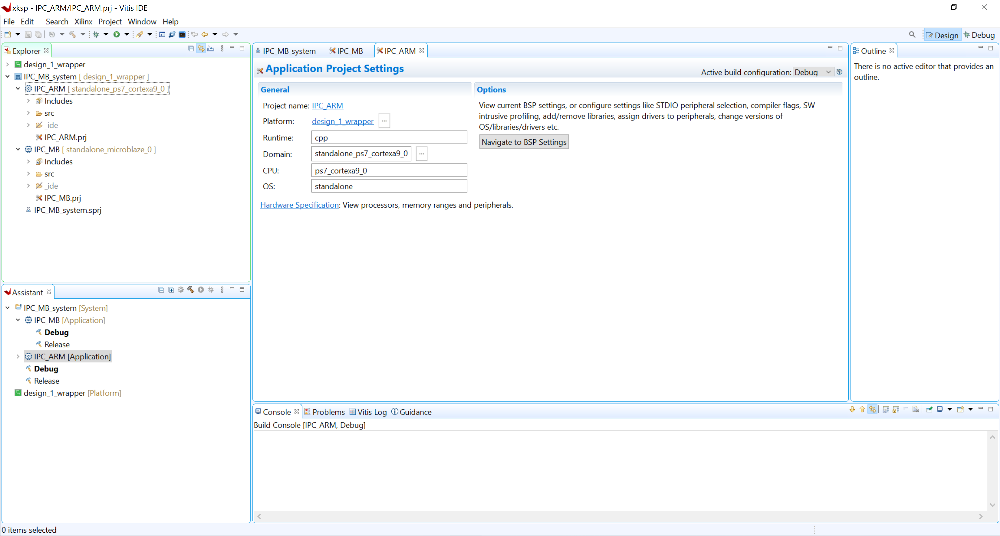 xksp - IPC_ARM/IPC_ARM.prj - Vitis IDE
File Edit Search Xilinx Project Window Help
Design Debug
Explorer
design_1_wrapper
IPC_MB_system [ design_1_wrapper ]
IPC_ARM [ standalone_ps7_cortexa9_0 ]
Includes
src
_ide
IPC_ARM.prj
IPC_MB [ standalone_microblaze_0 ]
Includes
src
_ide
IPC_MB.prj
IPC_MB_system.sprj
Assistant
IPC_MB_system [System]
IPC_MB [Application]
Debug
Release
IPC_ARM [Application]
Debug
Release
design_1_wrapper [Platform]
IPC_MB_system IPC_MB IPC_ARM
Application Project Settings
Active build configuration: Debug
General
Project name: IPC_ARM
Platform: design_1_wrapper ...
Runtime: cpp
Domain: standalone_ps7_cortexa9_0 ...
CPU: ps7_cortexa9_0
OS: standalone
Hardware Specification: View processors, memory ranges and peripherals.
Options
View current BSP settings, or configure settings like STDIO peripheral selection, compiler flags, SW
intrusive profiling, add/remove libraries, assign drivers to peripherals, change versions of
OS/libraries/drivers etc.
Navigate to BSP Settings
Outline
There is no active editor that provides an
outline.
Console Problems Vitis Log Guidance
Build Console [IPC_ARM, Debug]
0 items selected